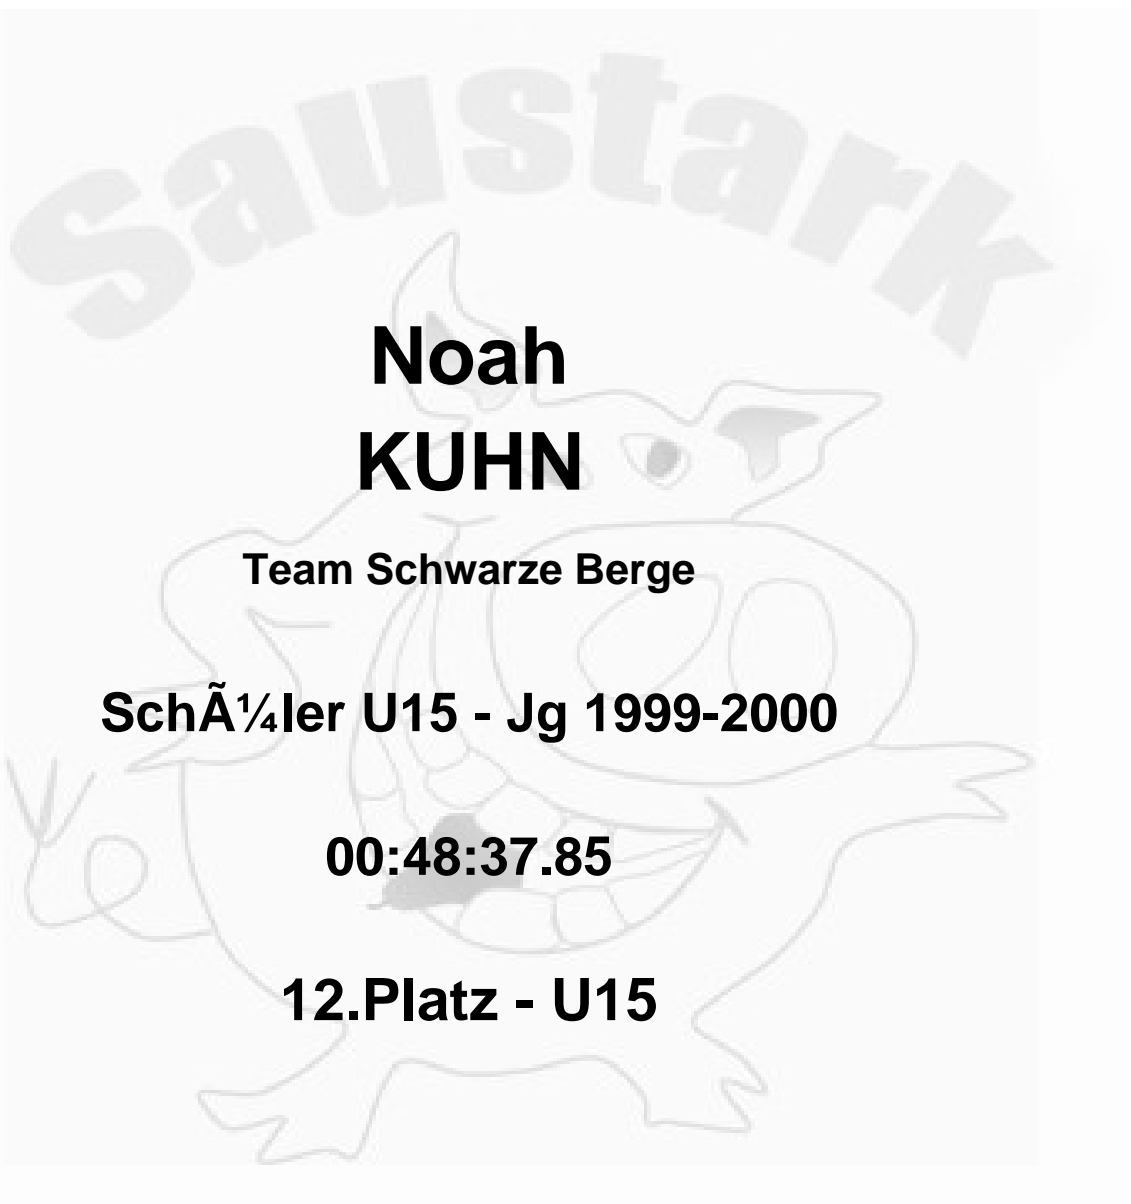 Saustark
Noah
KUHN
Team Schwarze Berge
SchÃ¼ler U15 - Jg 1999-2000
00:48:37.85
12.Platz - U15